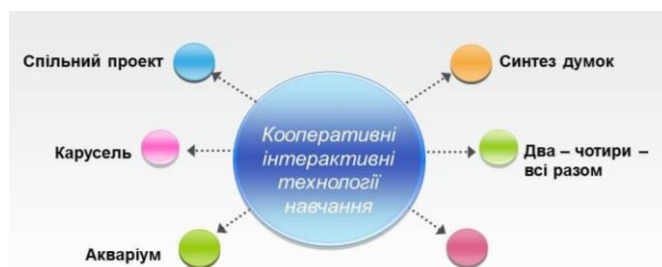 Спільний проект
Синтез думок
Кооперативні
інтерактивні
технології
навчання
Карусель
Два – чотири –
всі разом
Акваріум